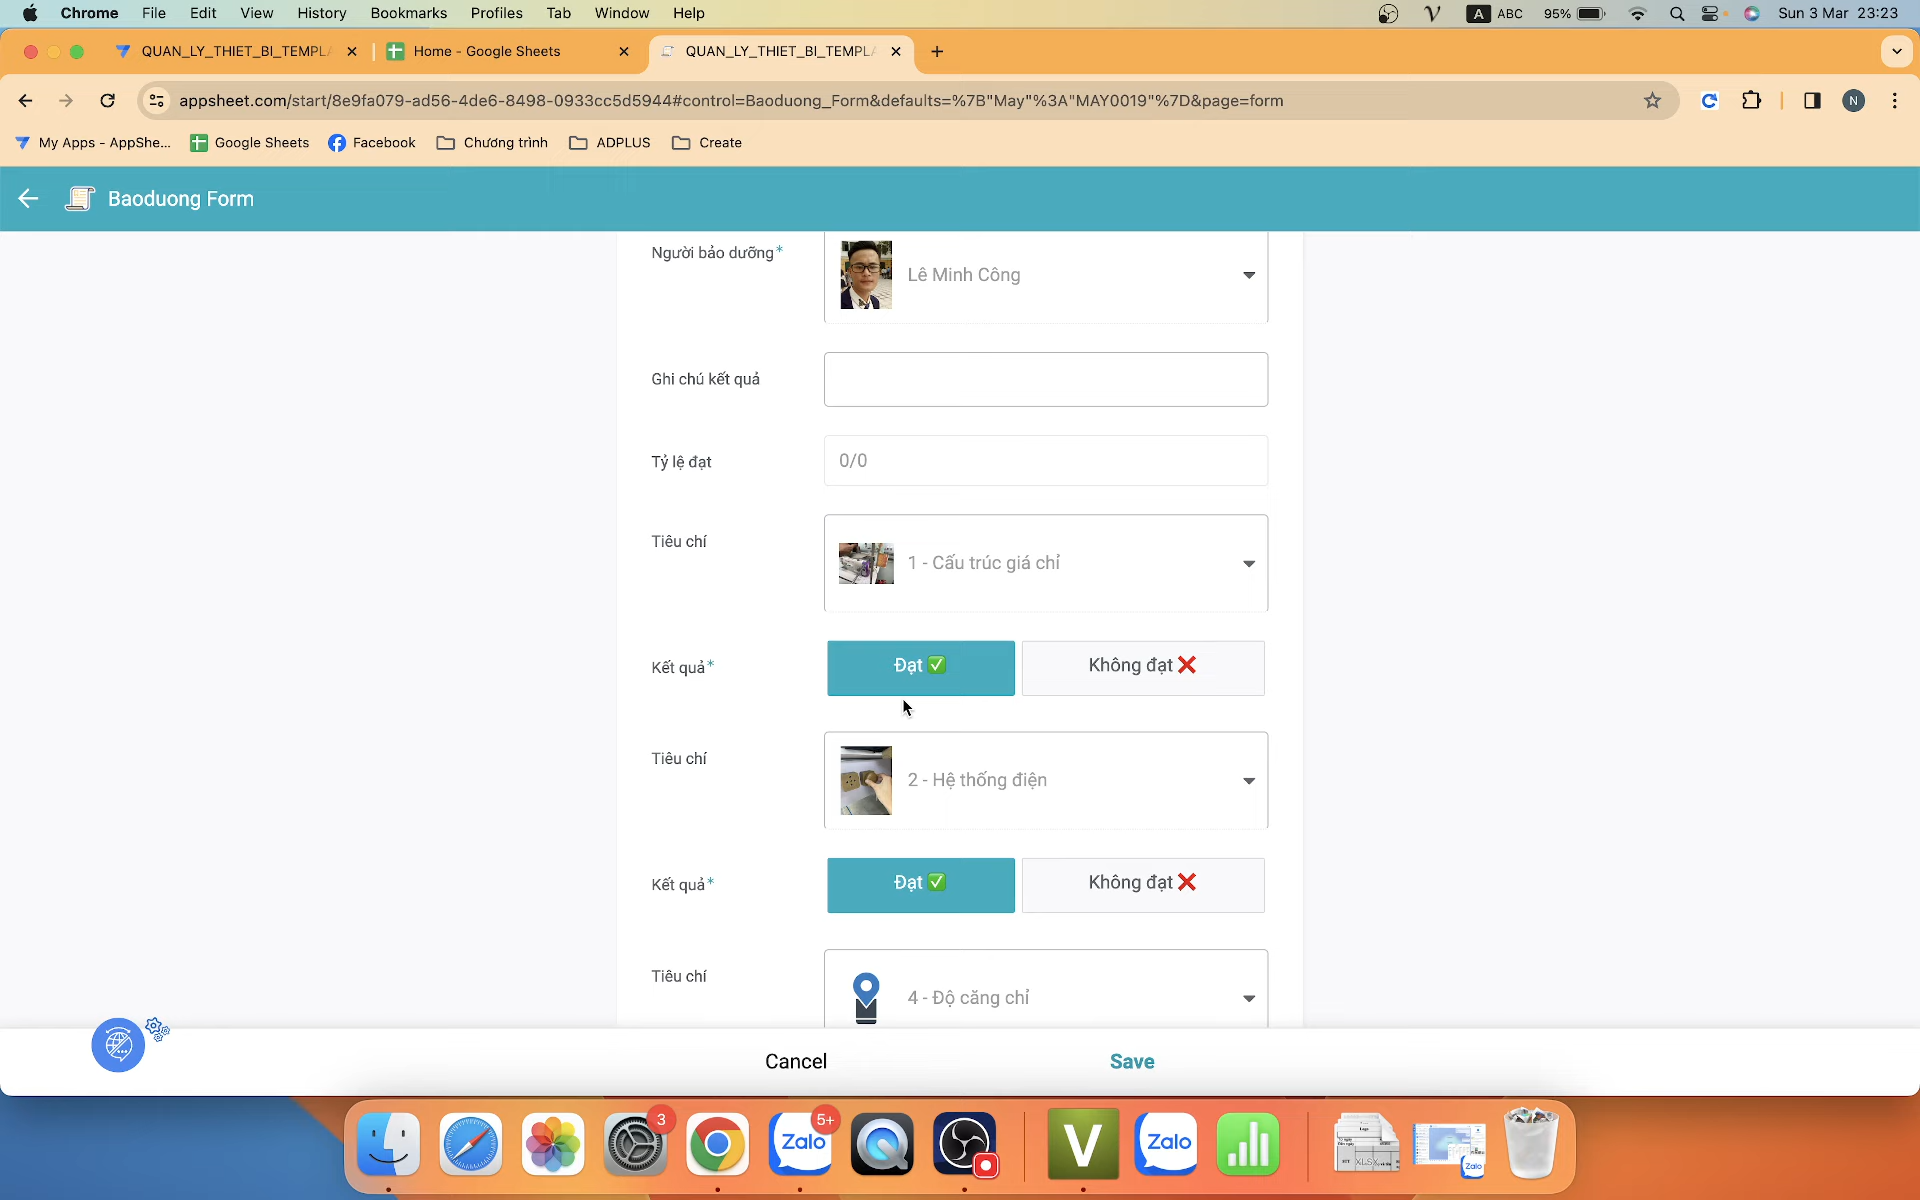 Chrome File Edit View History Bookmarks Profiles Tab Window Help A ABC 95% Sun 3 Mar 23:23
QUAN_LY_THIET_BI_TEMPLA Home - Google Sheets QUAN_LY_THIET_BI_TEMPLA
appsheet.com/start/8e9fa079-ad56-4de6-8498-0933cc5d5944#control=Baoduong_Form&defaults=%7B"May"%3A"MAY0019"%7D&page=form N
My Apps - AppShe... Google Sheets Facebook Chương trình ADPLUS Create
Baoduong Form
Người bảo dưỡng*
Lê Minh Công
Ghi chú kết quả
Tỷ lệ đạt
0/0
Tiêu chí
1 - Cấu trúc giá chỉ
Kết quả*
Đạt ✅ Không đạt ❌
Tiêu chí
2 - Hệ thống điện
Kết quả*
Đạt ✅ Không đạt ❌
Tiêu chí
4 - Độ căng chỉ
Cancel Save
3 5+
Zalo V Zalo
XLSX
Zalo